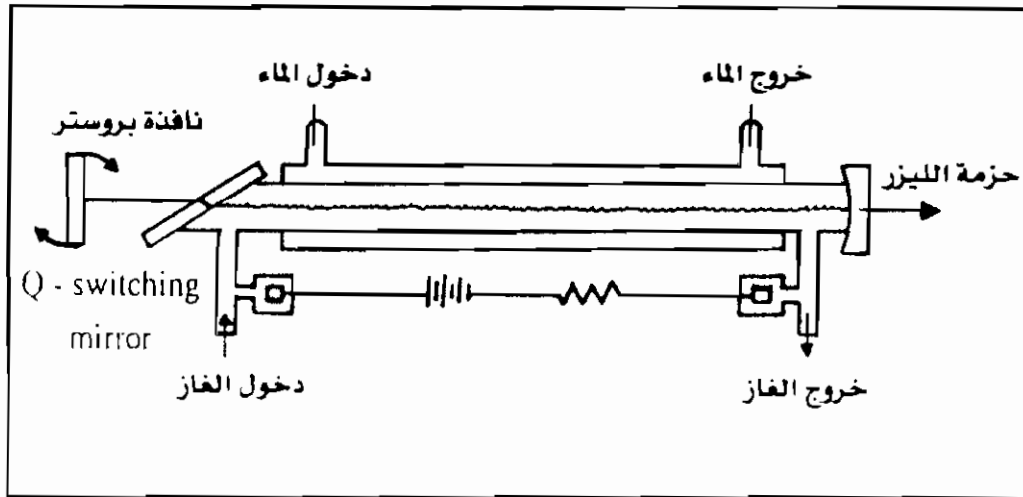 دخول الماء
خروج الماء
نافذة بروستر
حزمة الليزر
Q - switching
mirror
دخول الغاز
خروج الغاز